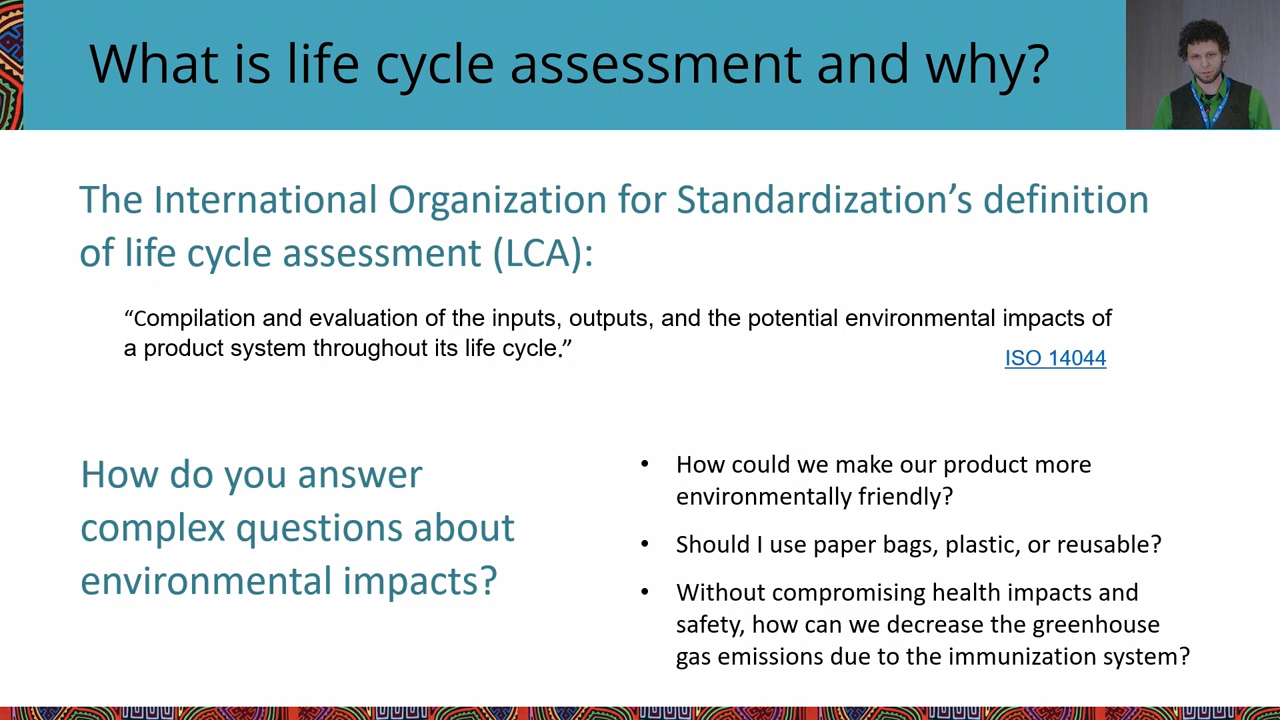 What is life cycle assessment and why?
The International Organization for Standardization’s definition
of life cycle assessment (LCA):
“Compilation and evaluation of the inputs, outputs, and the potential environmental impacts of
a product system throughout its life cycle.”
ISO 14044
How do you answer
complex questions about
environmental impacts?
• How could we make our product more
environmentally friendly?
• Should I use paper bags, plastic, or reusable?
• Without compromising health impacts and
safety, how can we decrease the greenhouse
gas emissions due to the immunization system?